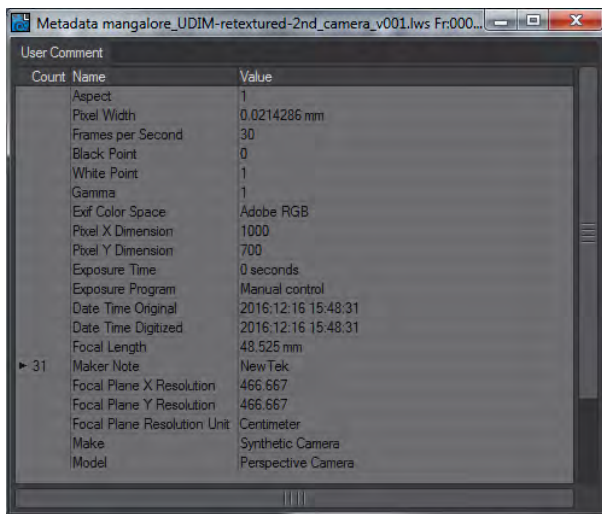 Metadata mangalore_UDIM-retextured-2nd_camera_v001.lws Fr:000...
User Comment
Count Name Value
Aspect 1
Pixel Width 0.0214286 mm
Frames per Second 30
Black Point 0
White Point 1
Gamma 1
Exif Color Space Adobe RGB
Pixel X Dimension 1000
Pixel Y Dimension 700
Exposure Time 0 seconds
Exposure Program Manual control
Date Time Original 2016:12:16 15:48:31
Date Time Digitized 2016:12:16 15:48:31
Focal Length 48.525 mm
31 Maker Note NewTek
Focal Plane X Resolution 466.667
Focal Plane Y Resolution 466.667
Focal Plane Resolution Unit Centimeter
Make Synthetic Camera
Model Perspective Camera